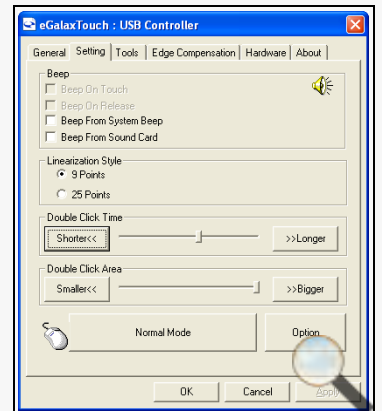 eGalaxTouch : USB Controller
General Setting Tools Edge Compensation Hardware About
Beep
Beep On Touch
Beep On Release
Beep From System Beep
Beep From Sound Card
Linearization Style
9 Points
25 Points
Double Click Time
Shorter<< >>Longer
Double Click Area
Smaller<< >>Bigger
Normal Mode Option
OK Cancel Apply